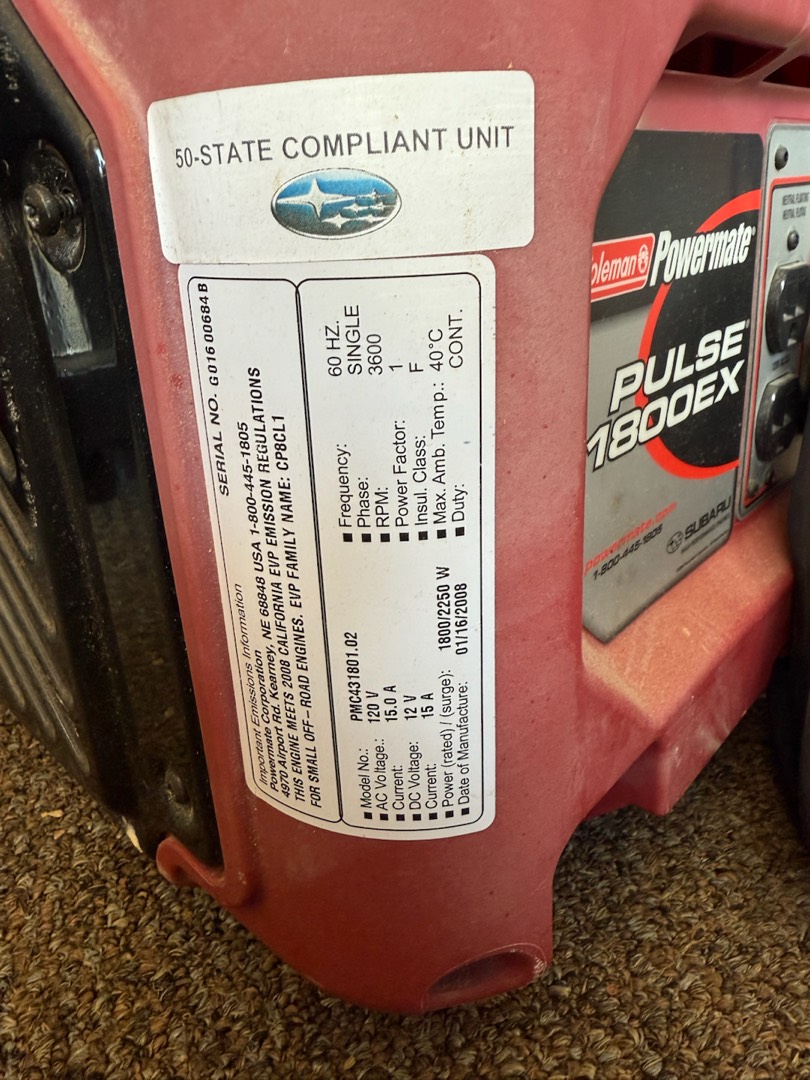 50-STATE COMPLIANT UNIT
SERIAL NO. G016 00684 B
Important Emissions Information
Powermate Corporation
4970 Airport Rd. Kearney, NE 68848 USA 1-800-445-1805
THIS ENGINE MEETS 2008 CALIFORNIA EVP EMISSION REGULATIONS
FOR SMALL OFF-ROAD ENGINES. EVP FAMILY NAME: CP8CL1
■ Model No.: PMC431801.02
■ AC Voltage.: 120 V
■ Current: 15.0 A
■ DC Voltage: 12 V
■ Current: 15 A
■ Power (rated) / (surge): 1800/2250 W
■ Date of Manufacture: 01/16/2008
■ Frequency: 60 HZ.
■ Phase: SINGLE
■ RPM: 3600
■ Power Factor: 1
■ Insul. Class: F
■ Max. Amb. Temp.: 40°C
■ Duty: CONT.
oleman Powermate®
PULSE
1800EX
powermate.com
1-800-445-1805
SUBARU